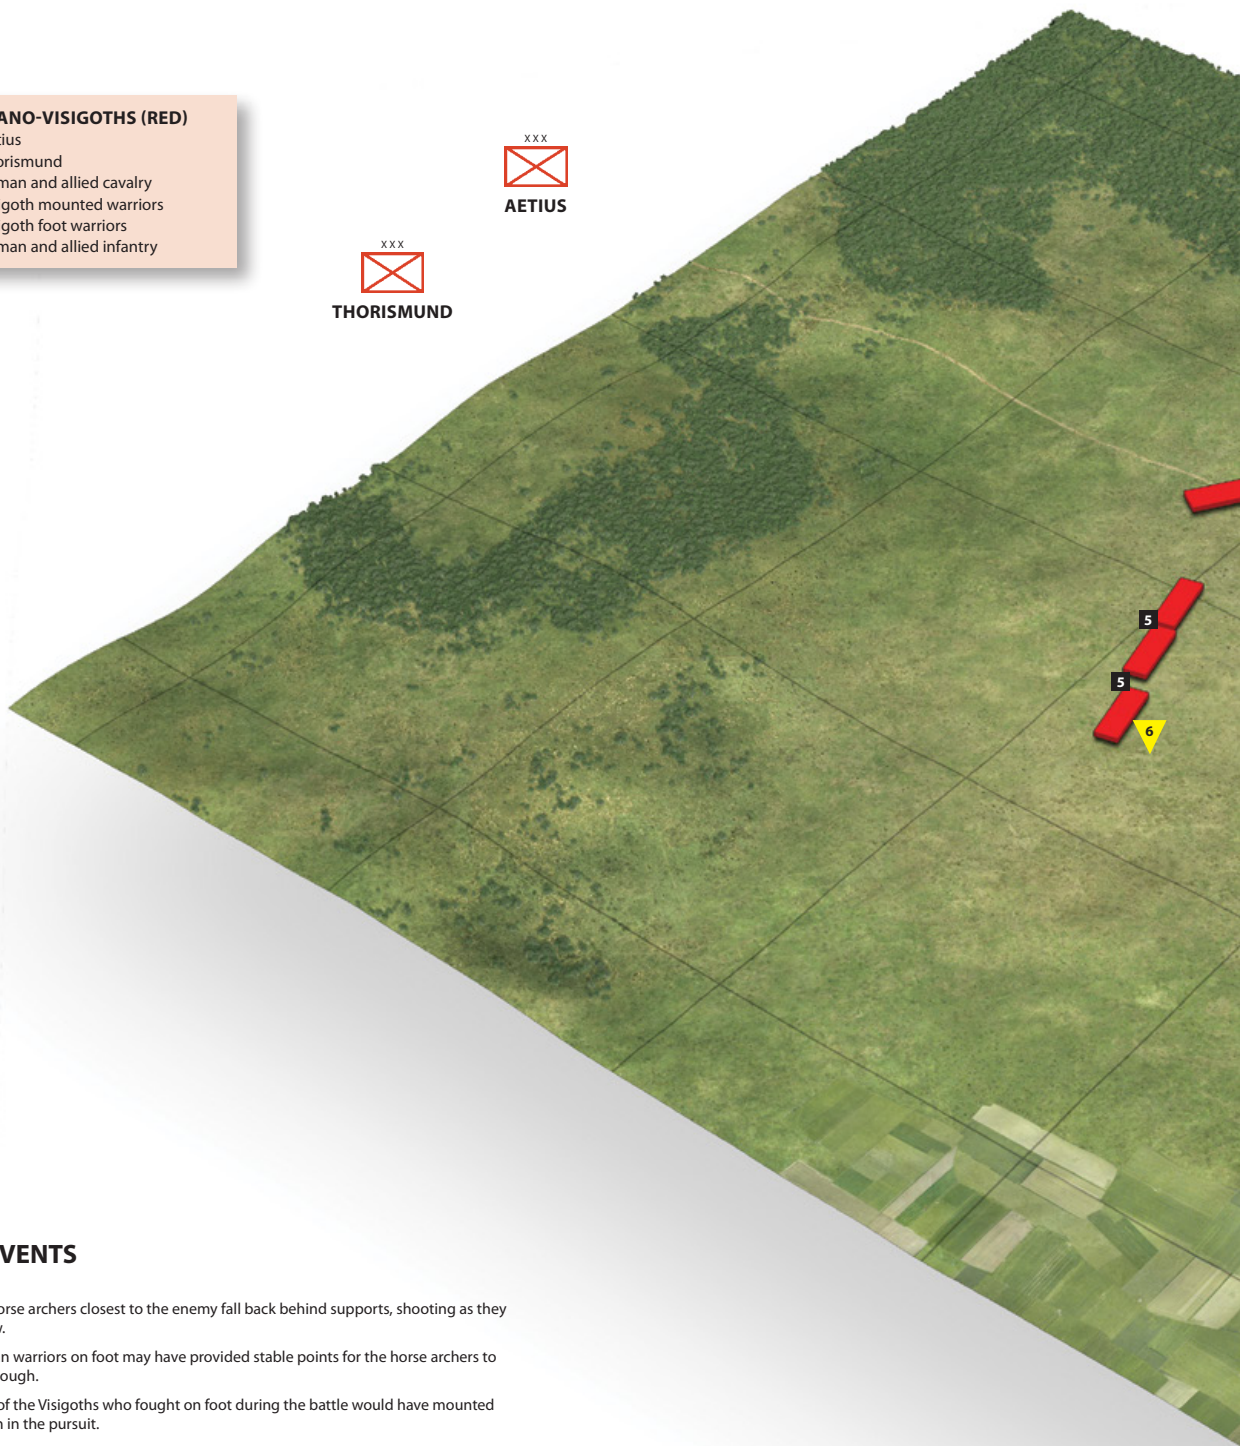 ANO-VISIGOTHS (RED)
tius
orismund
man and allied cavalry
goth mounted warriors
goth foot warriors
man and allied infantry
XXX
AETIUS
XXX
THORISMUND
5
5
6
VENTS
orse archers closest to the enemy fall back behind supports, shooting as they
.
n warriors on foot may have provided stable points for the horse archers to
ough.
of the Visigoths who fought on foot during the battle would have mounted
n in the pursuit.